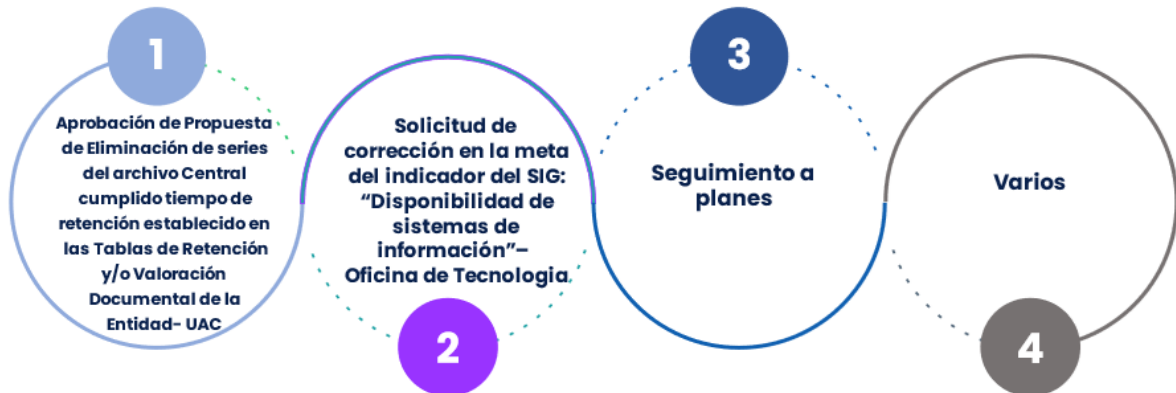 1
Aprobación de Propuesta
de Eliminación de series
del archivo Central
cumplido tiempo de
retención establecido en
las Tablas de Retención
y/o Valoración
Documental de la
Entidad- UAC
Solicitud de
corrección en la meta
del indicador del SIG:
“Disponibilidad de
sistemas de
información”–
Oficina de Tecnologia
2
3
Seguimiento a
planes
Varios
4